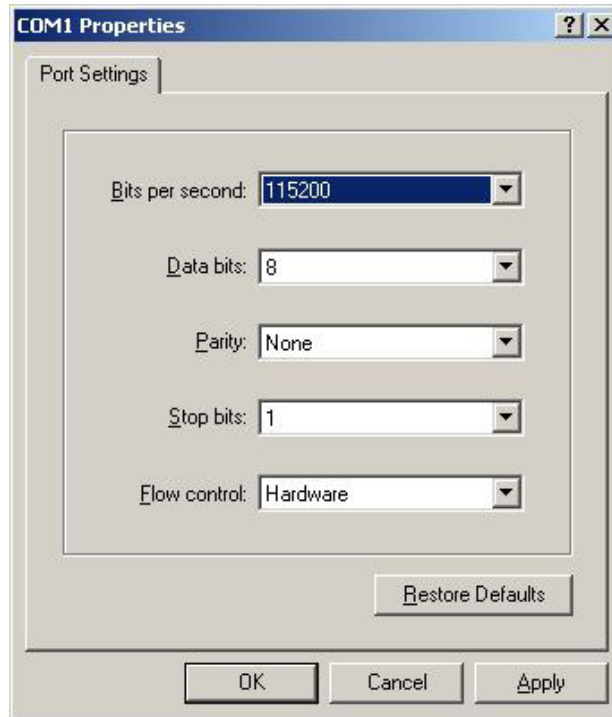 COM1 Properties
Port Settings
Bits per second: 115200
Data bits: 8
Parity: None
Stop bits: 1
Flow control: Hardware
Restore Defaults
OK Cancel Apply